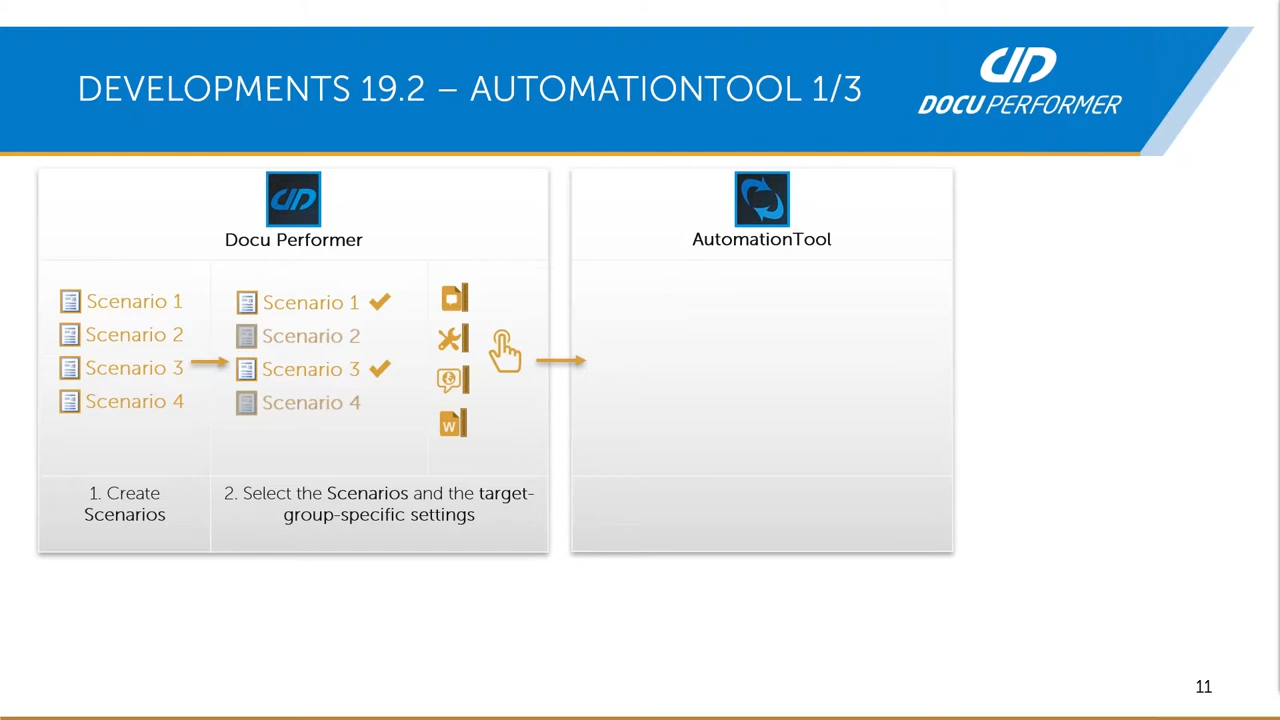 DEVELOPMENTS 19.2 – AUTOMATIONTOOL 1/3
DOCU PERFORMER
Docu Performer
Scenario 1
Scenario 2
Scenario 3
Scenario 4
Scenario 1
Scenario 2
Scenario 3
Scenario 4
W
1. Create
Scenarios
2. Select the Scenarios and the target-
group-specific settings
AutomationTool
11